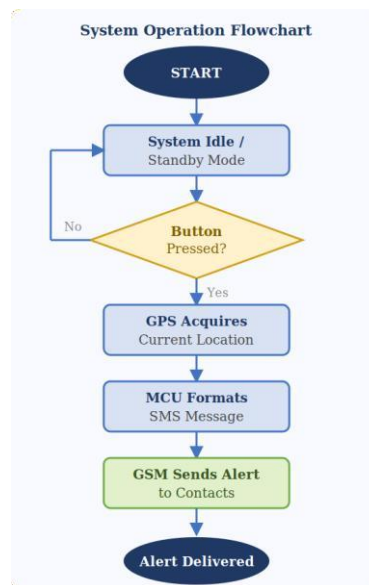 System Operation Flowchart
START
System Idle /
Standby Mode
Button
Pressed?
No
Yes
GPS Acquires
Current Location
MCU Formats
SMS Message
GSM Sends Alert
to Contacts
Alert Delivered